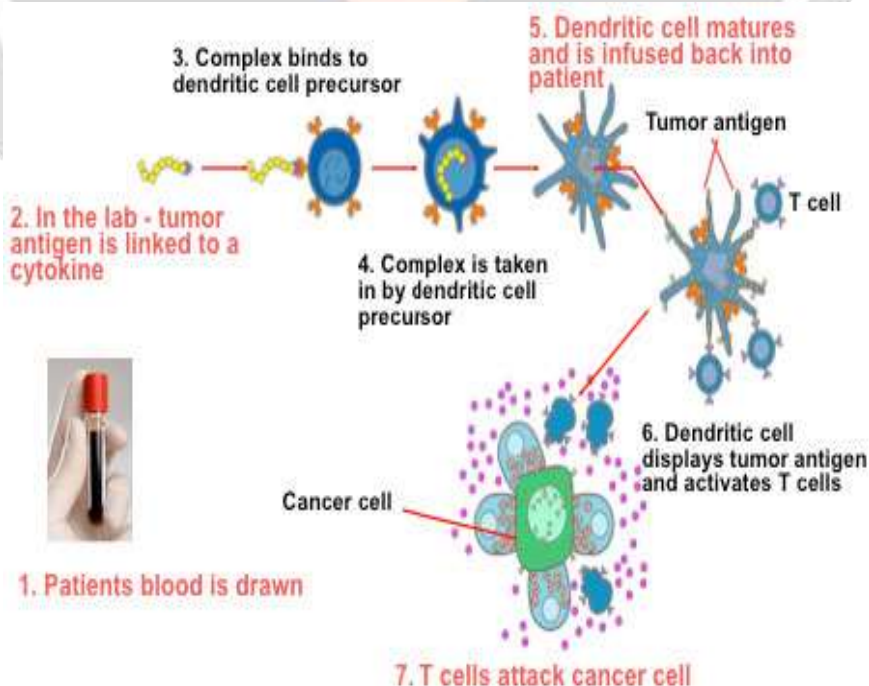 3. Complex binds to
dendritic cell precursor
5. Dendritic cell matures
and is infused back into
patient
Tumor antigen
T cell
2. In the lab - tumor
antigen is linked to a
cytokine
4. Complex is taken
in by dendritic cell
precursor
6. Dendritic cell
displays tumor antigen
and activates T cells
Cancer cell
1. Patients blood is drawn
7. T cells attack cancer cell